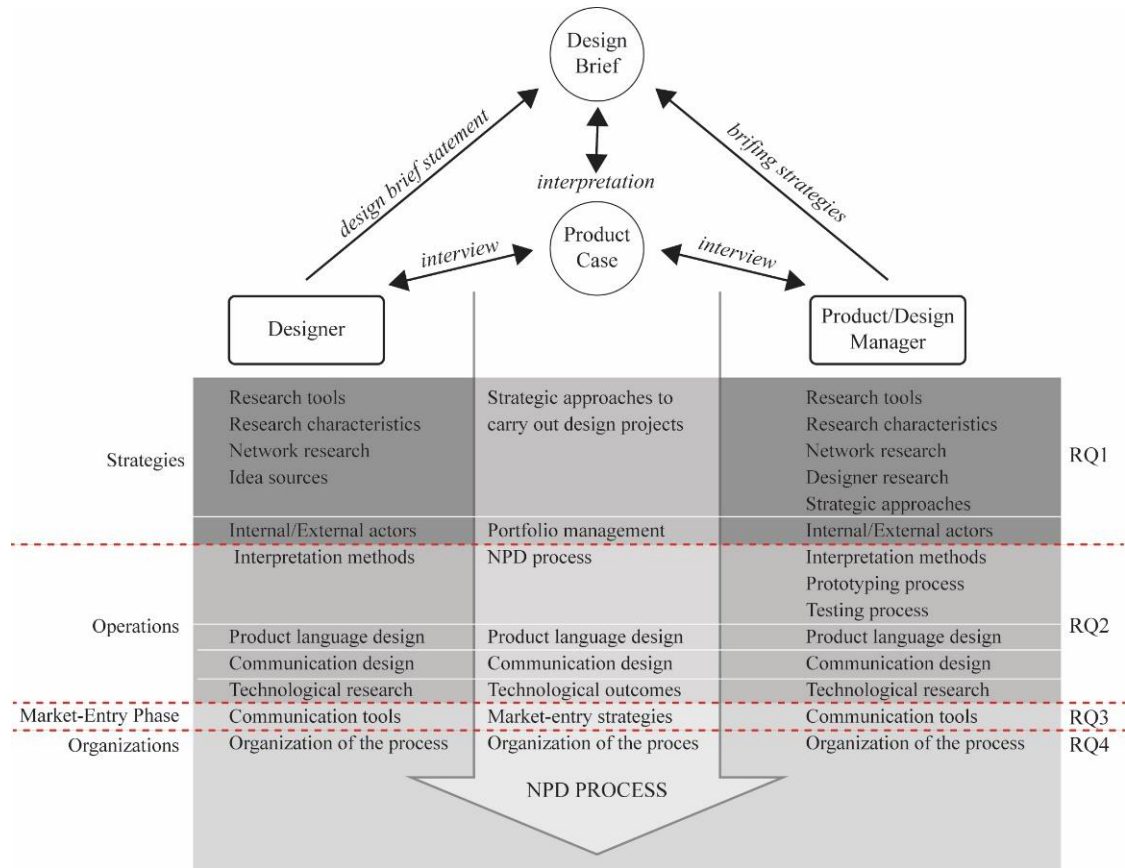 Design
Brief
design brief statement
brifing strategies
interpretation
Product
Case
interview
interview
Designer
Product/Design
Manager
Strategies
Research tools
Research characteristics
Network research
Idea sources
Internal/External actors
Strategic approaches to
carry out design projects
Portfolio management
Research tools
Research characteristics
Network research
Designer research
Strategic approaches
Internal/External actors
RQ1
Operations
Interpretation methods
Product language design
Communication design
Technological research
NPD process
Product language design
Communication design
Technological outcomes
Interpretation methods
Prototyping process
Testing process
Product language design
Communication design
Technological research
RQ2
Market-Entry Phase
Communication tools
Market-entry strategies
Communication tools
RQ3
Organizations
Organization of the process
Organization of the proces
Organization of the process
RQ4
NPD PROCESS